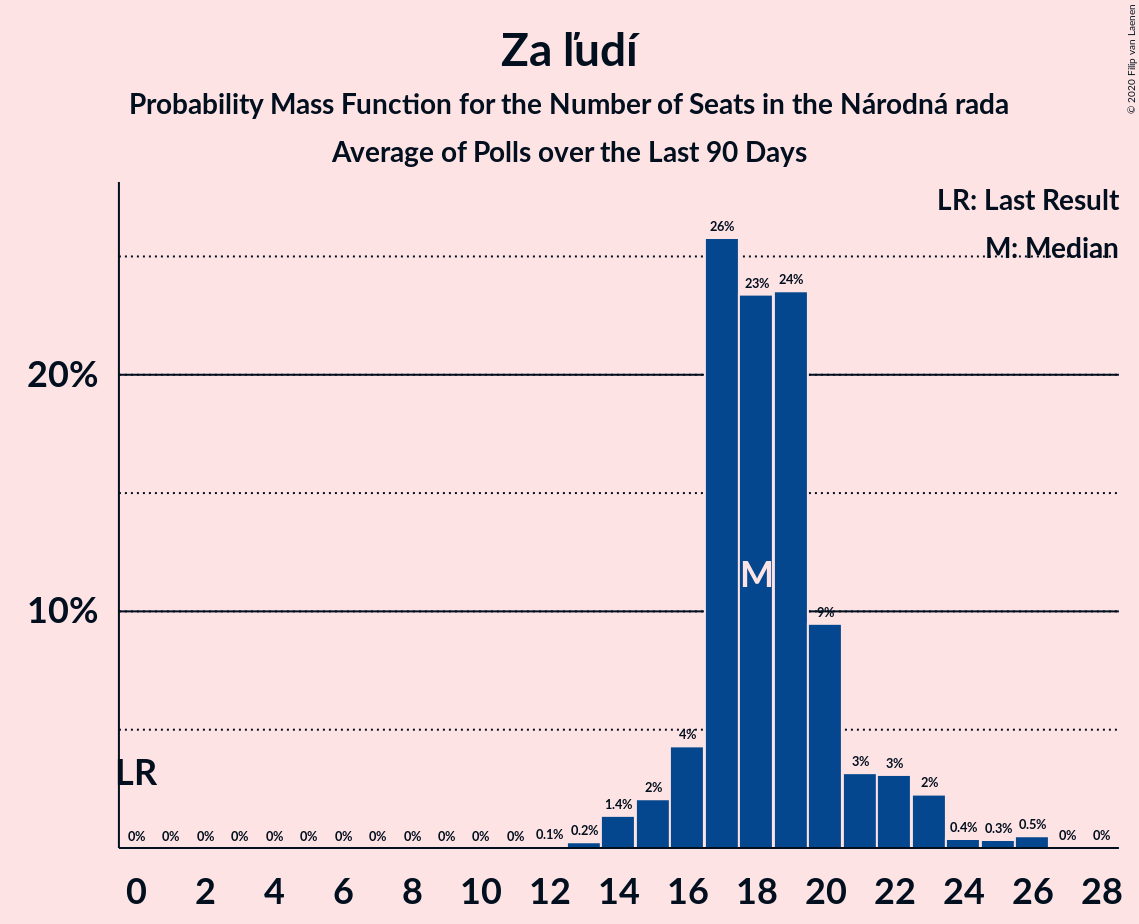 Za ľudí
Probability Mass Function for the Number of Seats in the Národná rada
Average of Polls over the Last 90 Days
© 2020 Filip van Laenen
LR: Last Result
M: Median
26%
23%
24%
20%
M
10%
9%
4%
LR
3%
3%
2%
2%
1.4%
0% 0% 0% 0% 0% 0% 0% 0% 0% 0% 0% 0% 0.1% 0.2% 0.4% 0.3% 0.5% 0% 0%
0 2 4 6 8 10 12 14 16 18 20 22 24 26 28